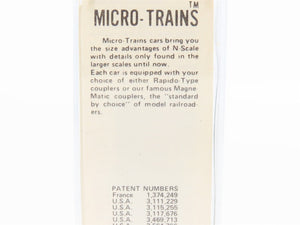 MICRO-TRAINS™
Micro-Trains cars bring you
the size advantages of N-Scale
with details only found in the
larger scales until now.
Each car is equipped with your
choice of either Rapido-Type
couplers or our famous Magne-
Matic couplers, the "standard
by choice" of model railroad-
ers.
PATENT NUMBERS
France 1,374,249
U.S.A. 3,111,229
U.S.A. 3,115,255
U.S.A. 3,117,676
U.S.A. 3,469,713